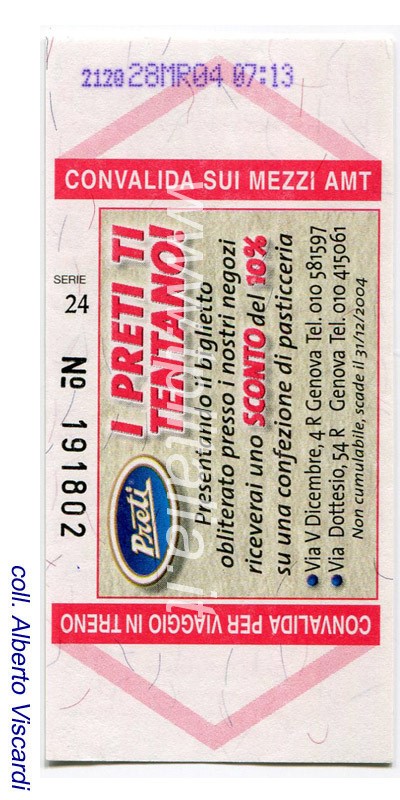 2120 28MR04 07:13
CONVALIDA SUI MEZZI AMT
SERIE
24
Nº 191802
I PRETI TI
TENTANO!
Preti
Presentando il biglietto
obliterato presso i nostri negozi
riceverai uno SCONTO del 10%
su una confezione di pasticceria
• Via V Dicembre, 4 R Genova Tel. 010 581597
• Via Dottesio, 54 R Genova Tel. 010 415061
Non cumulabile, scade il 31/12/2004
CONVALIDA PER VIAGGIO IN TRENO
coll. Alberto Viscardi